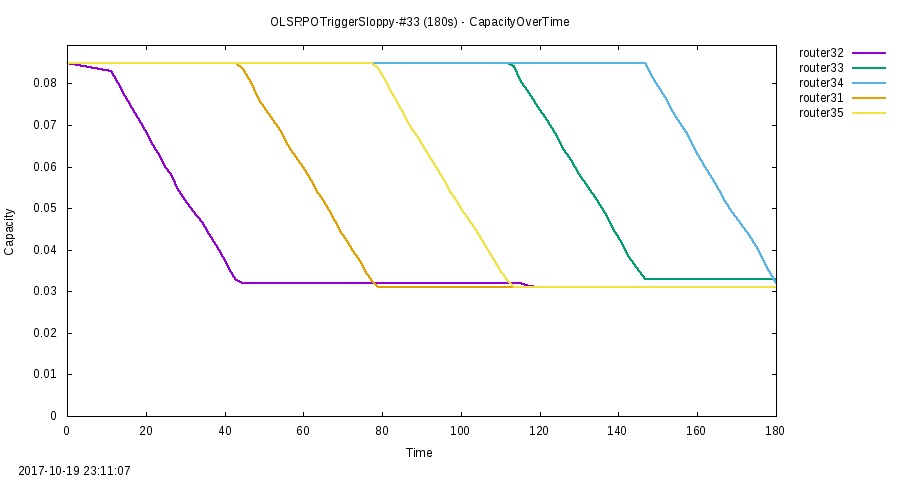 OLSRPOTriggerSloppy-#33 (180s) - CapacityOverTime
router32
router33
router34
router31
router35
Capacity
0.08
0.07
0.06
0.05
0.04
0.03
0.02
0.01
0
0 20 40 60 80 100 120 140 160 180
Time
2017-10-19 23:11:07